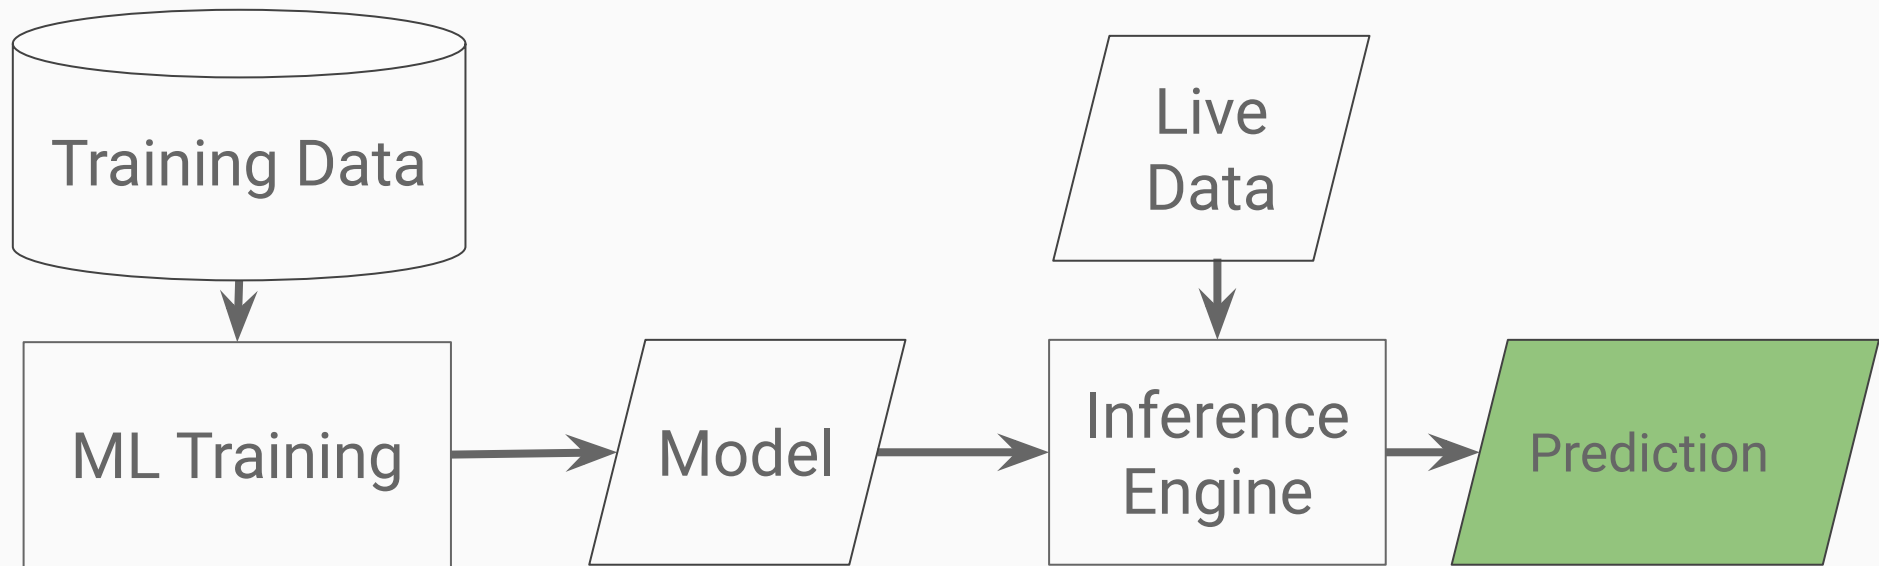 Training Data
Live
Data
ML Training
Model
Inference
Engine
Prediction